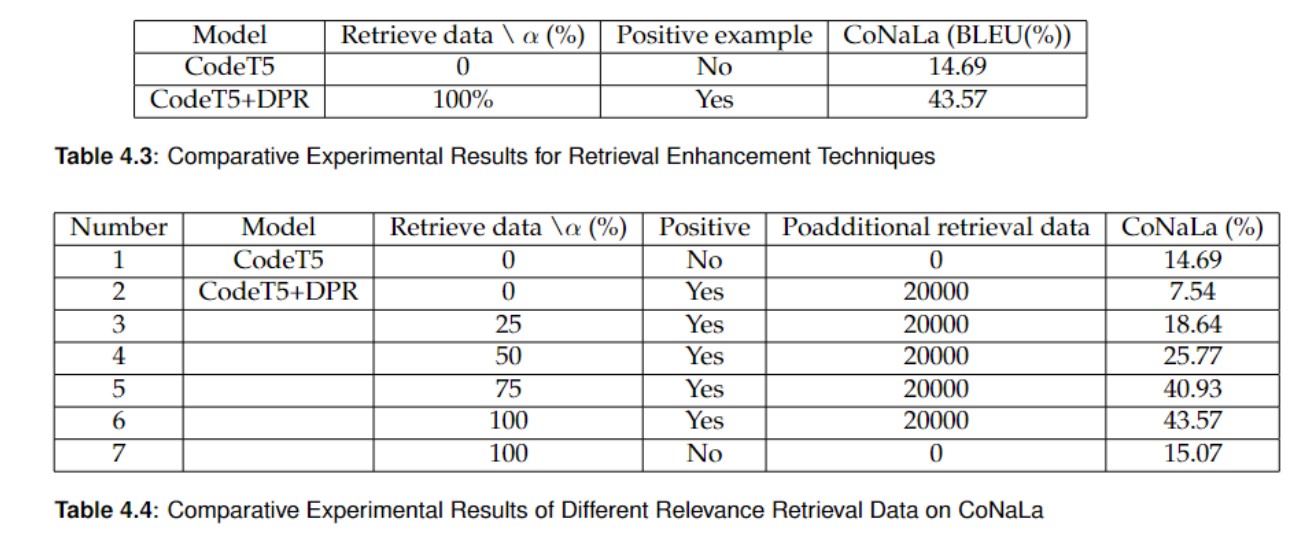 Model Retrieve data \ α (%) Positive example CoNaLa (BLEU(%))
CodeT5 0 No 14.69
CodeT5+DPR 100% Yes 43.57
Table 4.3: Comparative Experimental Results for Retrieval Enhancement Techniques
Number Model Retrieve data \α (%) Positive Poadditional retrieval data CoNaLa (%)
1 CodeT5 0 No 0 14.69
2 CodeT5+DPR 0 Yes 20000 7.54
3 25 Yes 20000 18.64
4 50 Yes 20000 25.77
5 75 Yes 20000 40.93
6 100 Yes 20000 43.57
7 100 No 0 15.07
Table 4.4: Comparative Experimental Results of Different Relevance Retrieval Data on CoNaLa